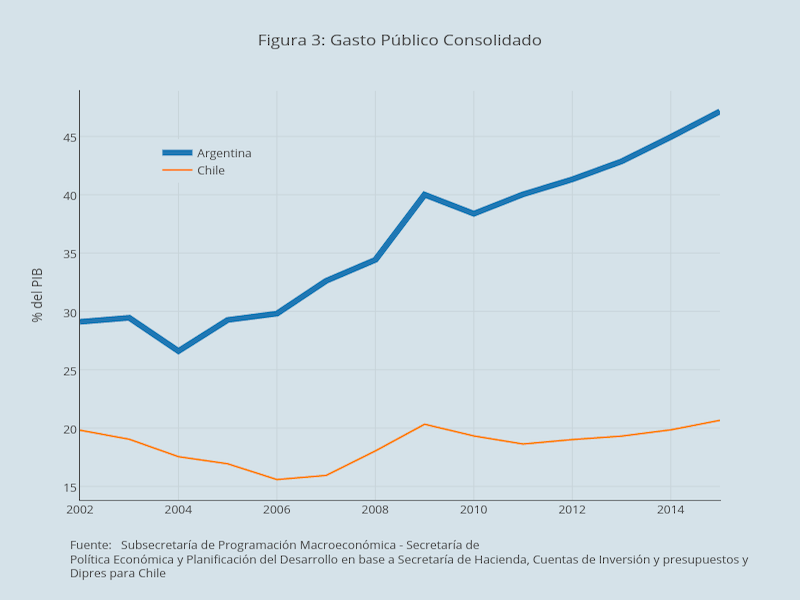 Figura 3: Gasto Público Consolidado
Argentina
Chile
% del PIB
45
40
35
30
25
20
15
2002
2004
2006
2008
2010
2012
2014
Fuente:   Subsecretaría de Programación Macroeconómica - Secretaría de
Política Económica y Planificación del Desarrollo en base a Secretaría de Hacienda, Cuentas de Inversión y presupuestos y
Dipres para Chile